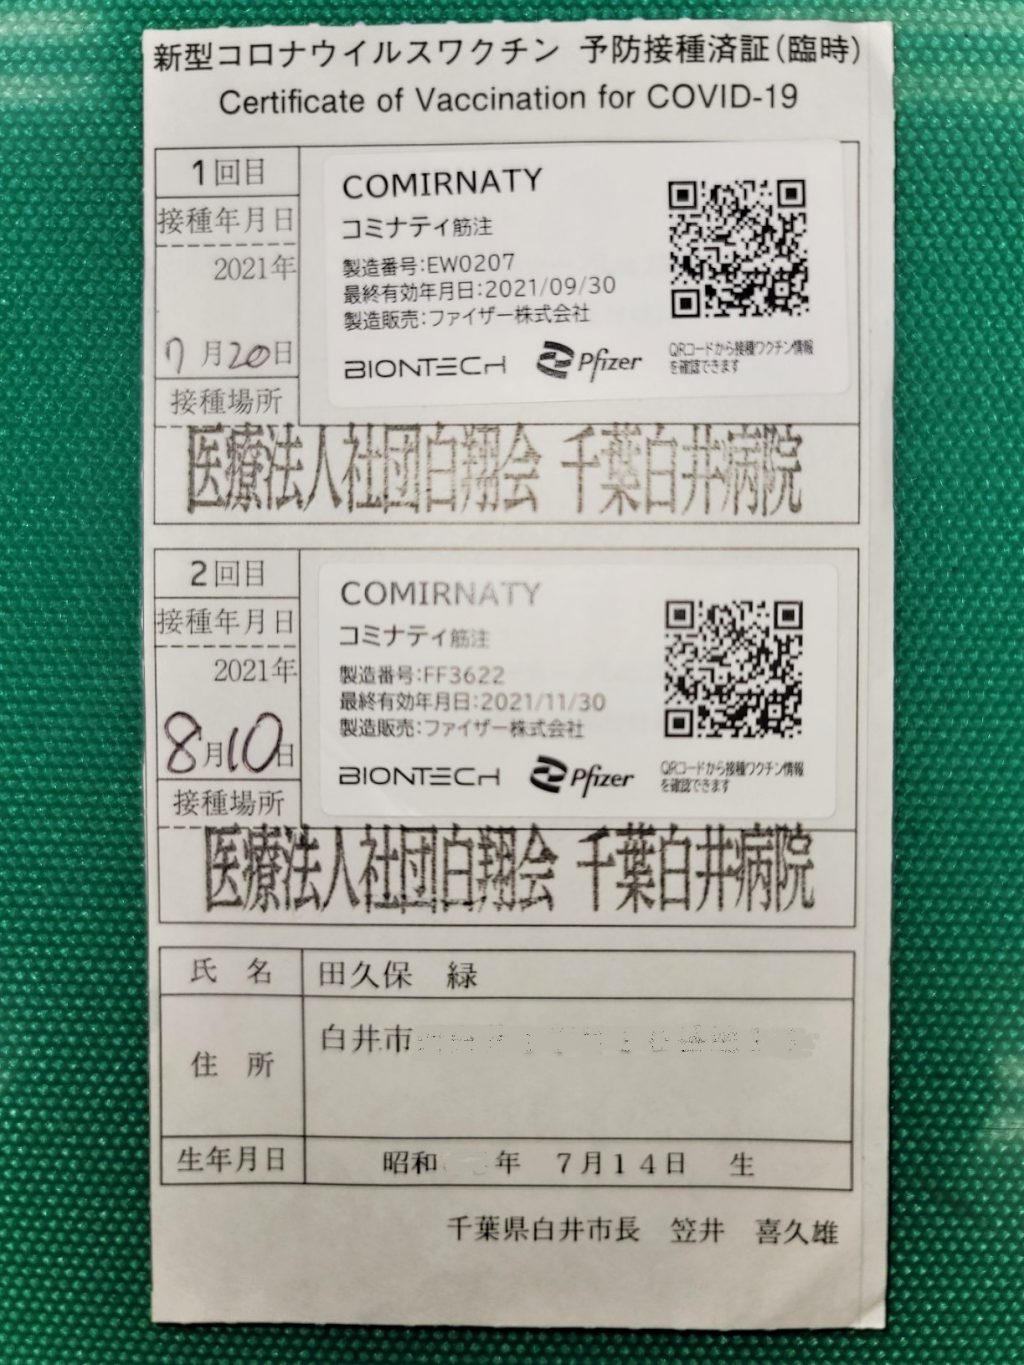 新型コロナウイルスワクチン 予防接種済証(臨時)
Certificate of Vaccination for COVID-19
1回目
接種年月日
2021年
7月20日
接種場所
COMIRNATY
コミナティ筋注
製造番号:EW0207
最終有効年月日:2021/09/30
製造販売:ファイザー株式会社
BIONTECH Pfizer
QRコードから接種ワクチン情報
を確認できます
医療法人社団白翔会 千葉白井病院
2回目
接種年月日
2021年
8月10日
接種場所
COMIRNATY
コミナティ筋注
製造番号:FF3622
最終有効年月日:2021/11/30
製造販売:ファイザー株式会社
BIONTECH Pfizer
QRコードから接種ワクチン情報
を確認できます
医療法人社団白翔会 千葉白井病院
氏 名 田久保 緑
住 所 白井市
生年月日 昭和 年 7月14日 生
千葉県白井市長 笠井 喜久雄